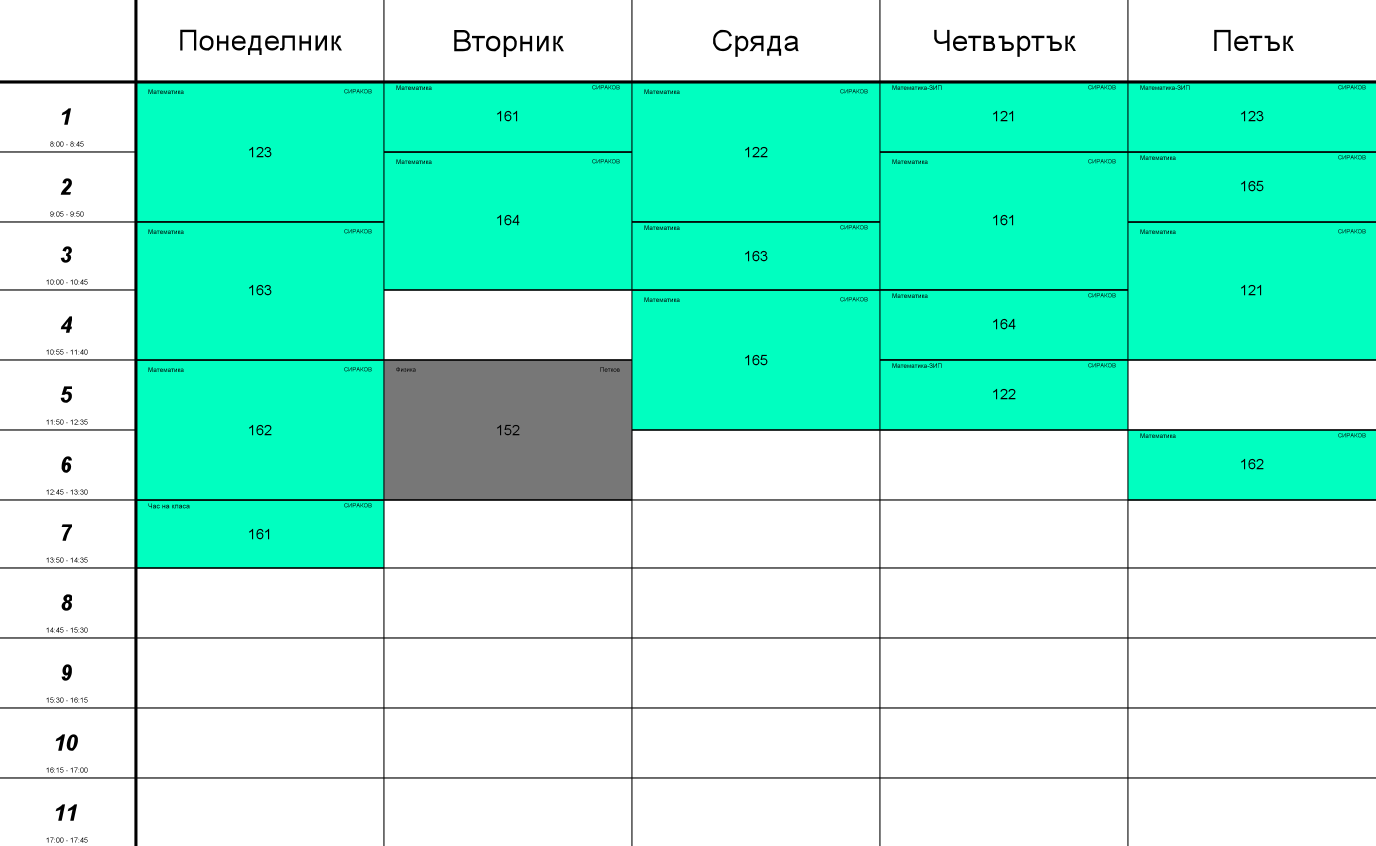 Понеделник Вторник Сряда Четвъртък Петък
1
8:00 - 8:45
Математика СИРАКОВ
123
Математика СИРАКОВ
161
Математика СИРАКОВ
122
Математика-ЗИП СИРАКОВ
121
Математика-ЗИП СИРАКОВ
123
2
9:05 - 9:50
Математика СИРАКОВ
164
Математика СИРАКОВ
161
Математика СИРАКОВ
165
3
10:00 - 10:45
Математика СИРАКОВ
163
Математика СИРАКОВ
163
Математика СИРАКОВ
121
4
10:55 - 11:40
Математика СИРАКОВ
165
Математика СИРАКОВ
164
5
11:50 - 12:35
Математика СИРАКОВ
162
Физика Петков
152
Математика-ЗИП СИРАКОВ
122
6
12:45 - 13:30
Математика СИРАКОВ
162
7
13:50 - 14:35
Час на класа СИРАКОВ
161
8
14:45 - 15:30
9
15:30 - 16:15
10
16:15 - 17:00
11
17:00 - 17:45